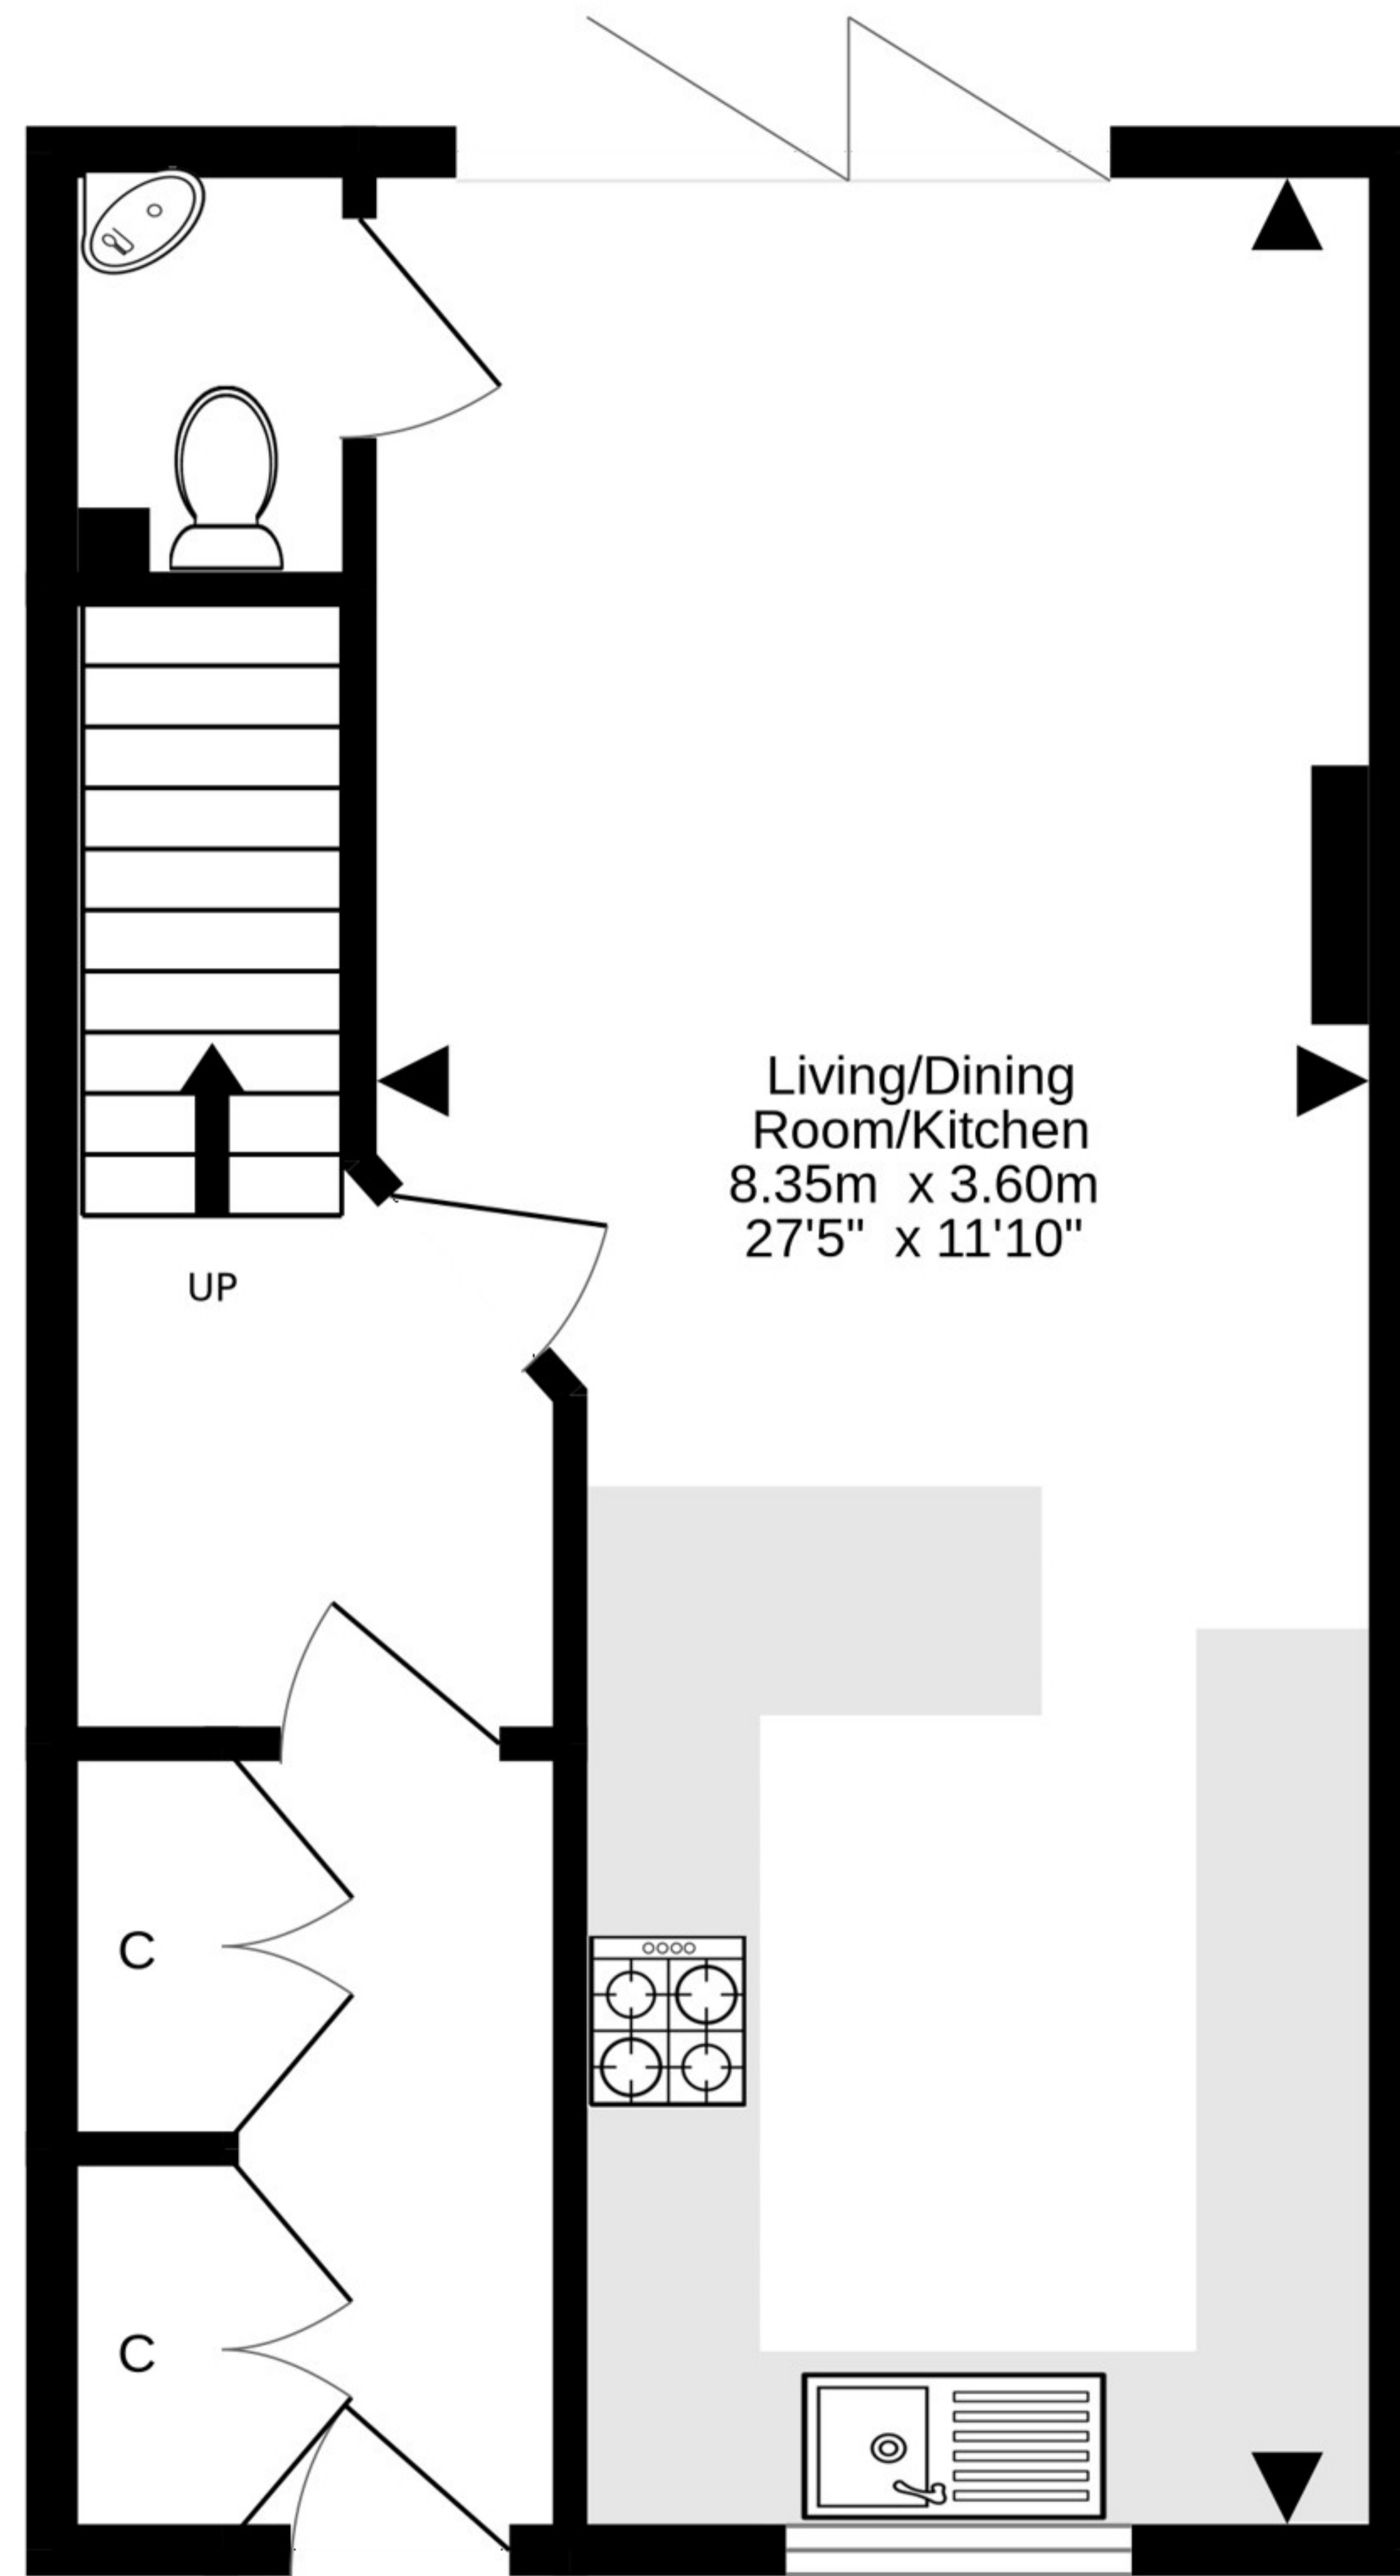 Living/Dining
Room/Kitchen
8.35m x 3.60m
27'5" x 11'10"
UP
C
C